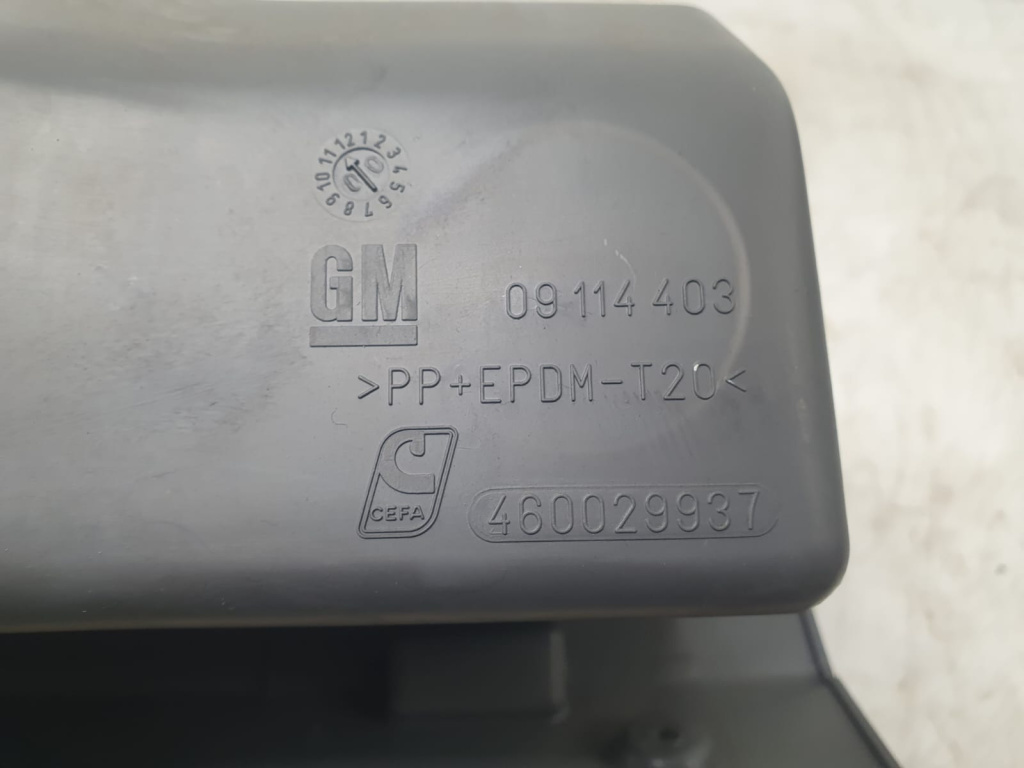 12 1 2 3 4 5 6 7 8 9 10 11
GM 09 114 403
>PP+EPDM-T20<
CEFA 460029937